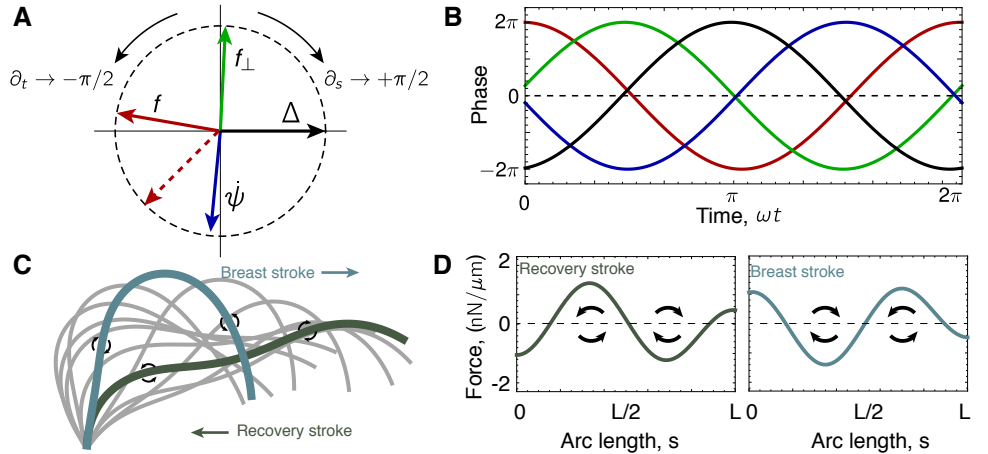 A
∂t → −π/2
∂s → +π/2
f⊥
f
Δ
ψ̇
B
Phase
2π
0
−2π
0
π
2π
Time, ωt
C
Breast stroke
Recovery stroke
D
Force, (nN/μm)
2
0
-2
Recovery stroke
0
L/2
L
Arc length, s
Breast stroke
0
L/2
L
Arc length, s